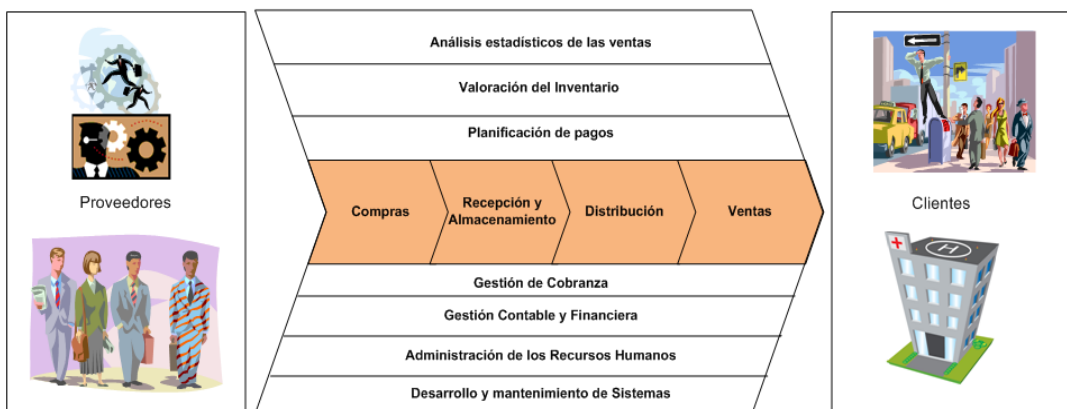 Proveedores
Análisis estadísticos de las ventas
Valoración del Inventario
Planificación de pagos
Compras
Recepción y
Almacenamiento
Distribución
Ventas
Gestión de Cobranza
Gestión Contable y Financiera
Administración de los Recursos Humanos
Desarrollo y mantenimiento de Sistemas
Clientes
H